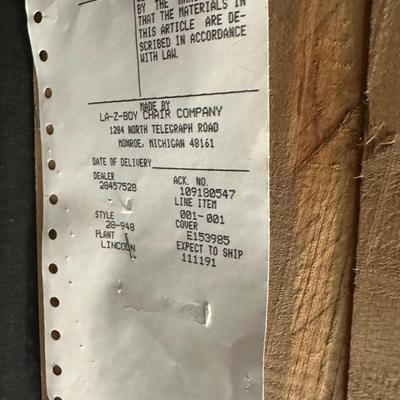 BY THE
THAT THE MATERIALS IN
THIS ARTICLE ARE DE-
SCRIBED IN ACCORDANCE
WITH LAW.
MADE BY
LA-Z-BOY CHAIR COMPANY
1284 NORTH TELEGRAPH ROAD
MONROE, MICHIGAN 48161
DATE OF DELIVERY
DEALER
28457528
ACK. NO.
109180547
LINE ITEM
001-001
STYLE
28-948
COVER
E153985
PLANT
LINCOLN
EXPECT TO SHIP
111191